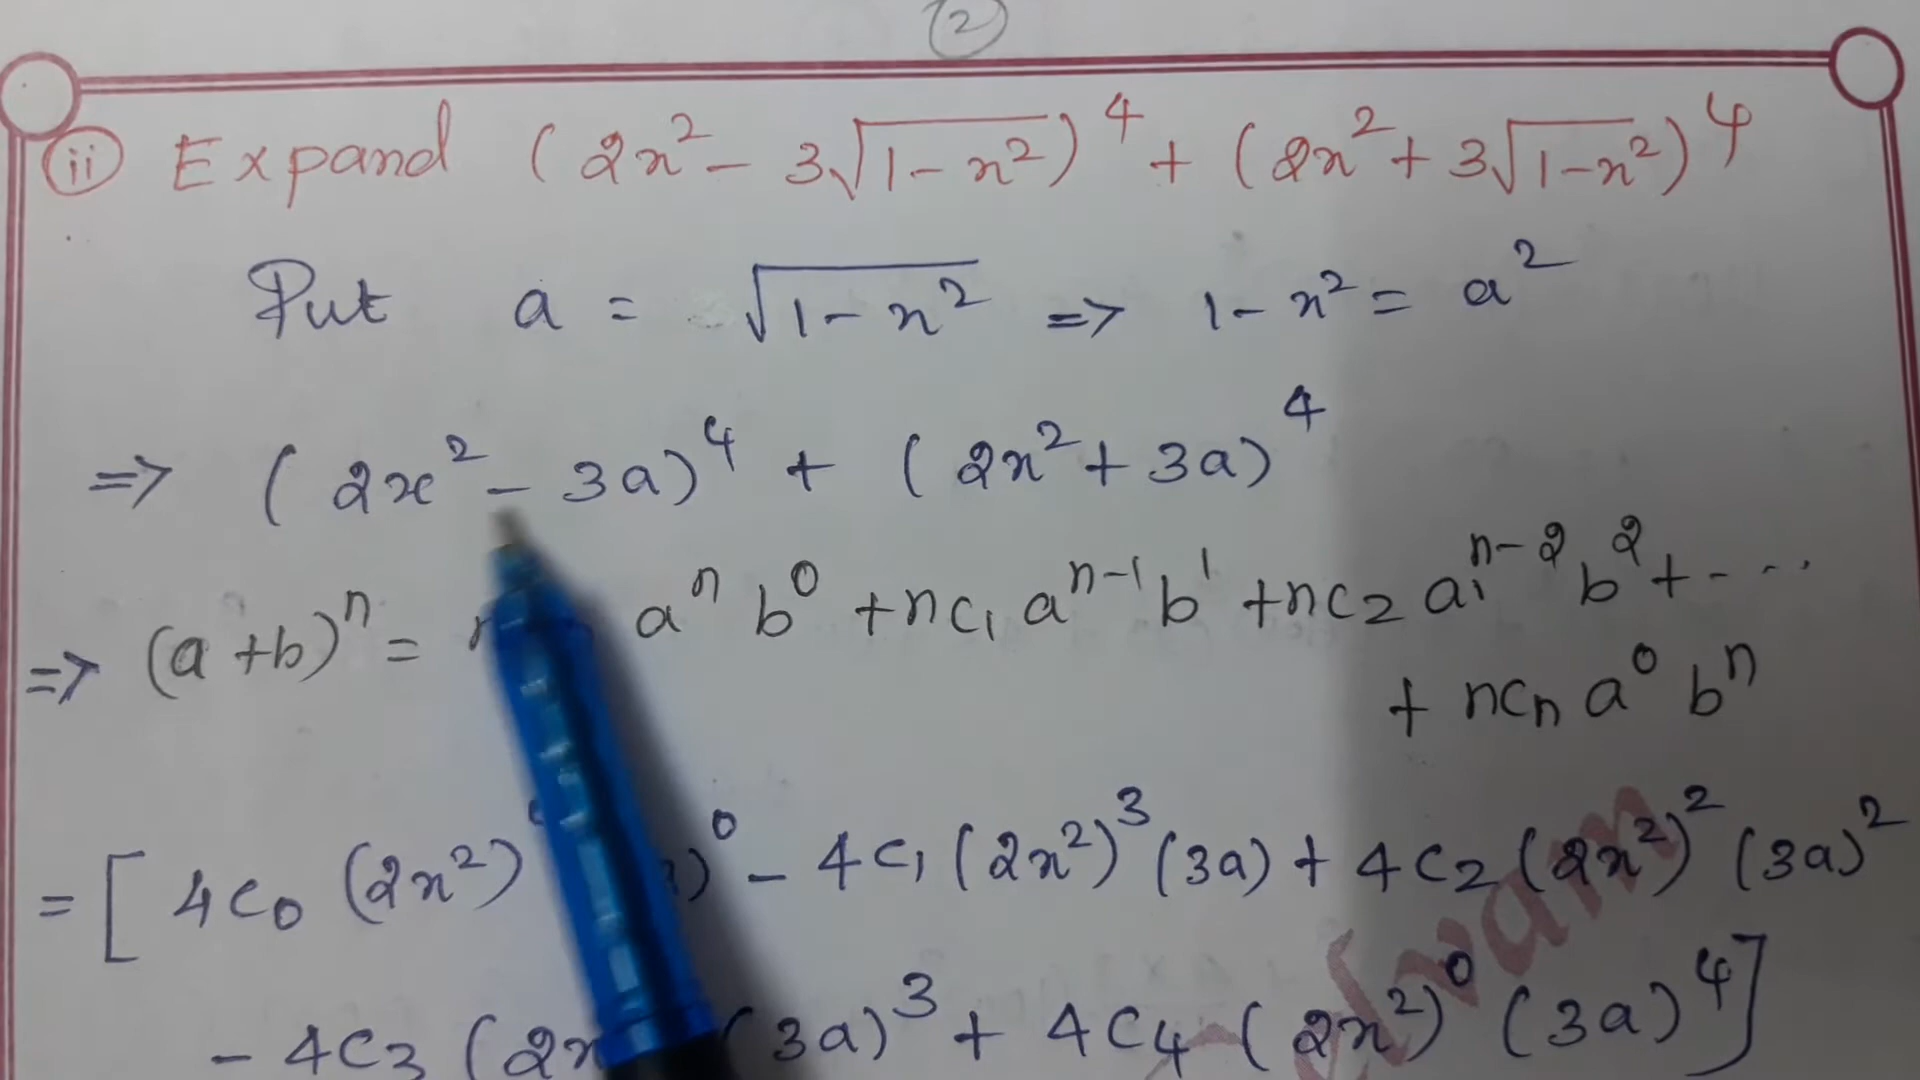 2
ii Expand (2x² - 3√(1-x²))⁴ + (2x² + 3√(1-x²))⁴
Put a = √(1-x²) => 1-x² = a²
=> (2x² - 3a)⁴ + (2x² + 3a)⁴
=> (a+b)ⁿ = aⁿ b⁰ + nc₁ aⁿ⁻¹ b¹ + nc₂ aⁿ⁻² b² + - ...
+ ncₙ a⁰ bⁿ
= [ 4c₀ (2x²) )⁰ - 4c₁ (2x²)³ (3a) + 4c₂ (2x²)² (3a)²
- 4c₃ (2x (3a)³ + 4c₄ (2x²)⁰ (3a)⁴ ]